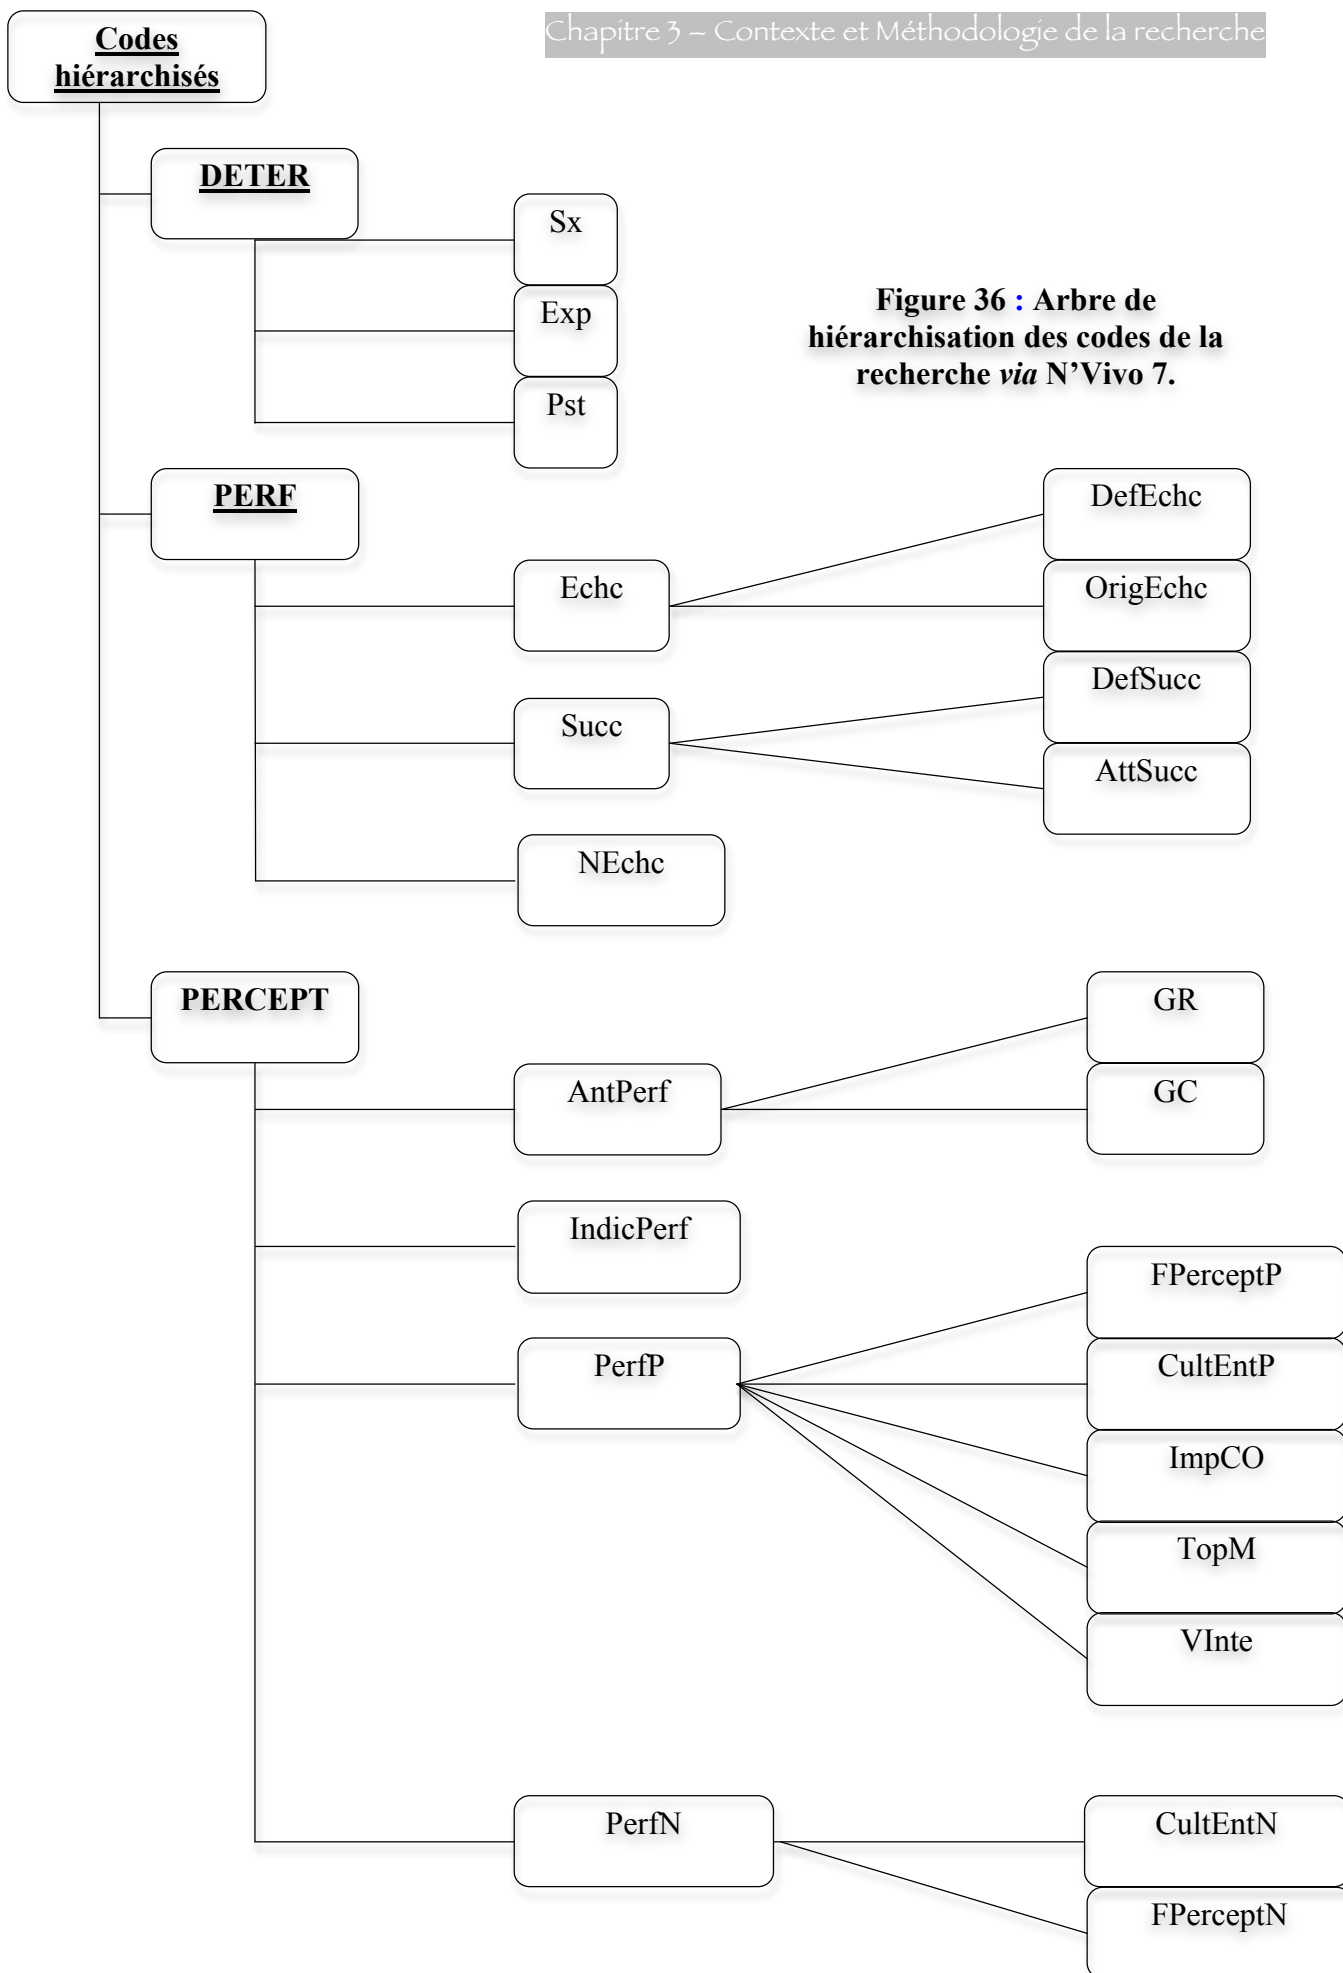 Chapitre 3 – Contexte et Méthodologie de la recherche
Codes
hiérarchisés
DETER
Sx
Exp
Pst
Figure 36 : Arbre de
hiérarchisation des codes de la
recherche via N’Vivo 7.
PERF
Echc
DefEchc
OrigEchc
Succ
DefSucc
AttSucc
NEchc
PERCEPT
AntPerf
GR
GC
IndicPerf
PerfP
FPerceptP
CultEntP
ImpCO
TopM
VInte
PerfN
CultEntN
FPerceptN